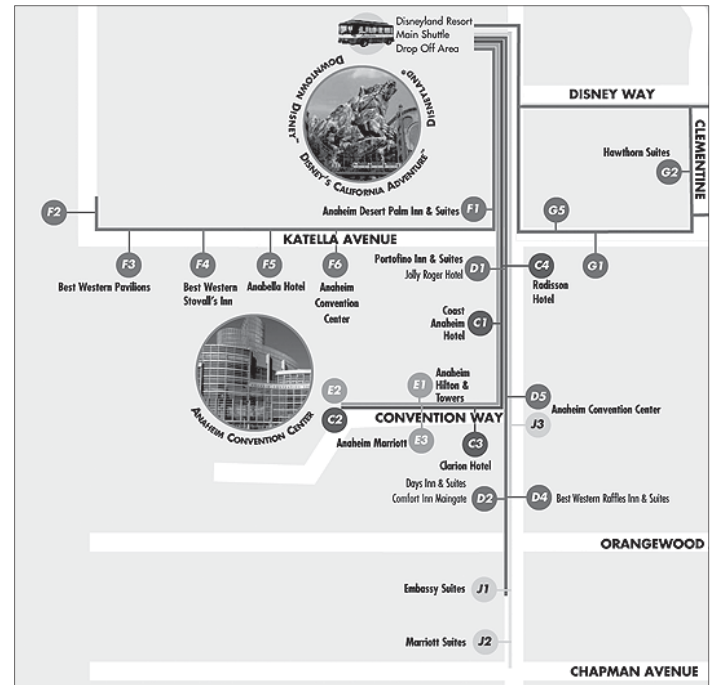 Disneyland Resort
Main Shuttle
Drop Off Area
DOWNTOWN DISNEY™
DISNEYLAND®
DISNEY'S CALIFORNIA ADVENTURE™
DISNEY WAY
CLEMENTINE
Hawthorn Suites
G2
F2
Anaheim Desert Palm Inn & Suites
F1
G5
KATELLA AVENUE
F3
F4
F5
F6
Best Western Pavilions
Best Western
Stovall's Inn
Anabella Hotel
Anaheim
Convention
Center
Portofino Inn & Suites
Jolly Roger Hotel
D1
C4
G1
Radisson
Hotel
Coast
Anaheim
Hotel
C1
ANAHEIM CONVENTION CENTER
E2
C2
E1
Anaheim
Hilton &
Towers
CONVENTION WAY
Anaheim Marriott
E3
C3
Clarion Hotel
D5
Anaheim Convention Center
J3
Days Inn & Suites
Comfort Inn Maingate
D2
D4
Best Western Raffles Inn & Suites
ORANGEWOOD
Embassy Suites
J1
Marriott Suites
J2
CHAPMAN AVENUE